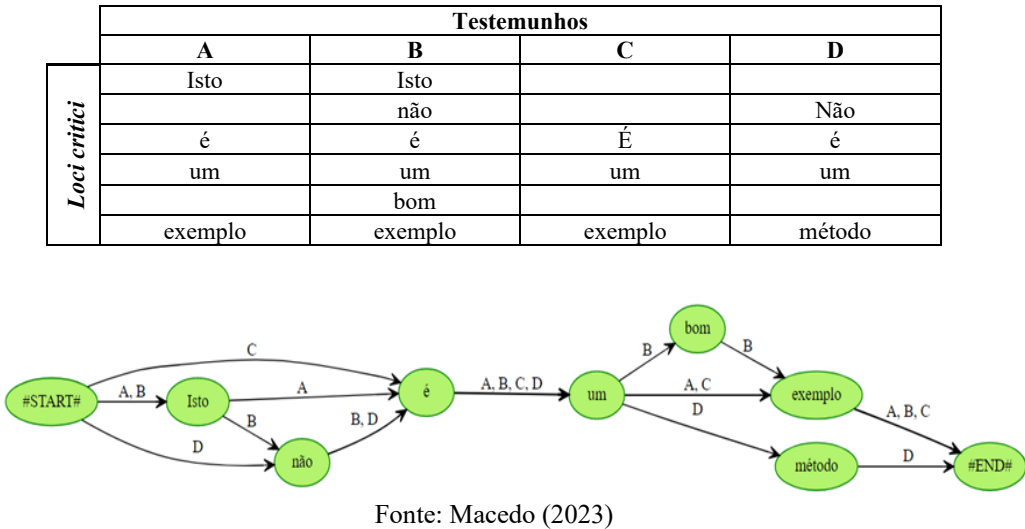 Testemunhos
A B C D
Loci critici
Isto Isto
não Não
é é É é
um um um um
bom
exemplo exemplo exemplo método
bom
C
B B
#START# A, B Isto A é A, B, C, D um A, C exemplo
B B, D D A, B, C
D não método D #END#
Fonte: Macedo (2023)